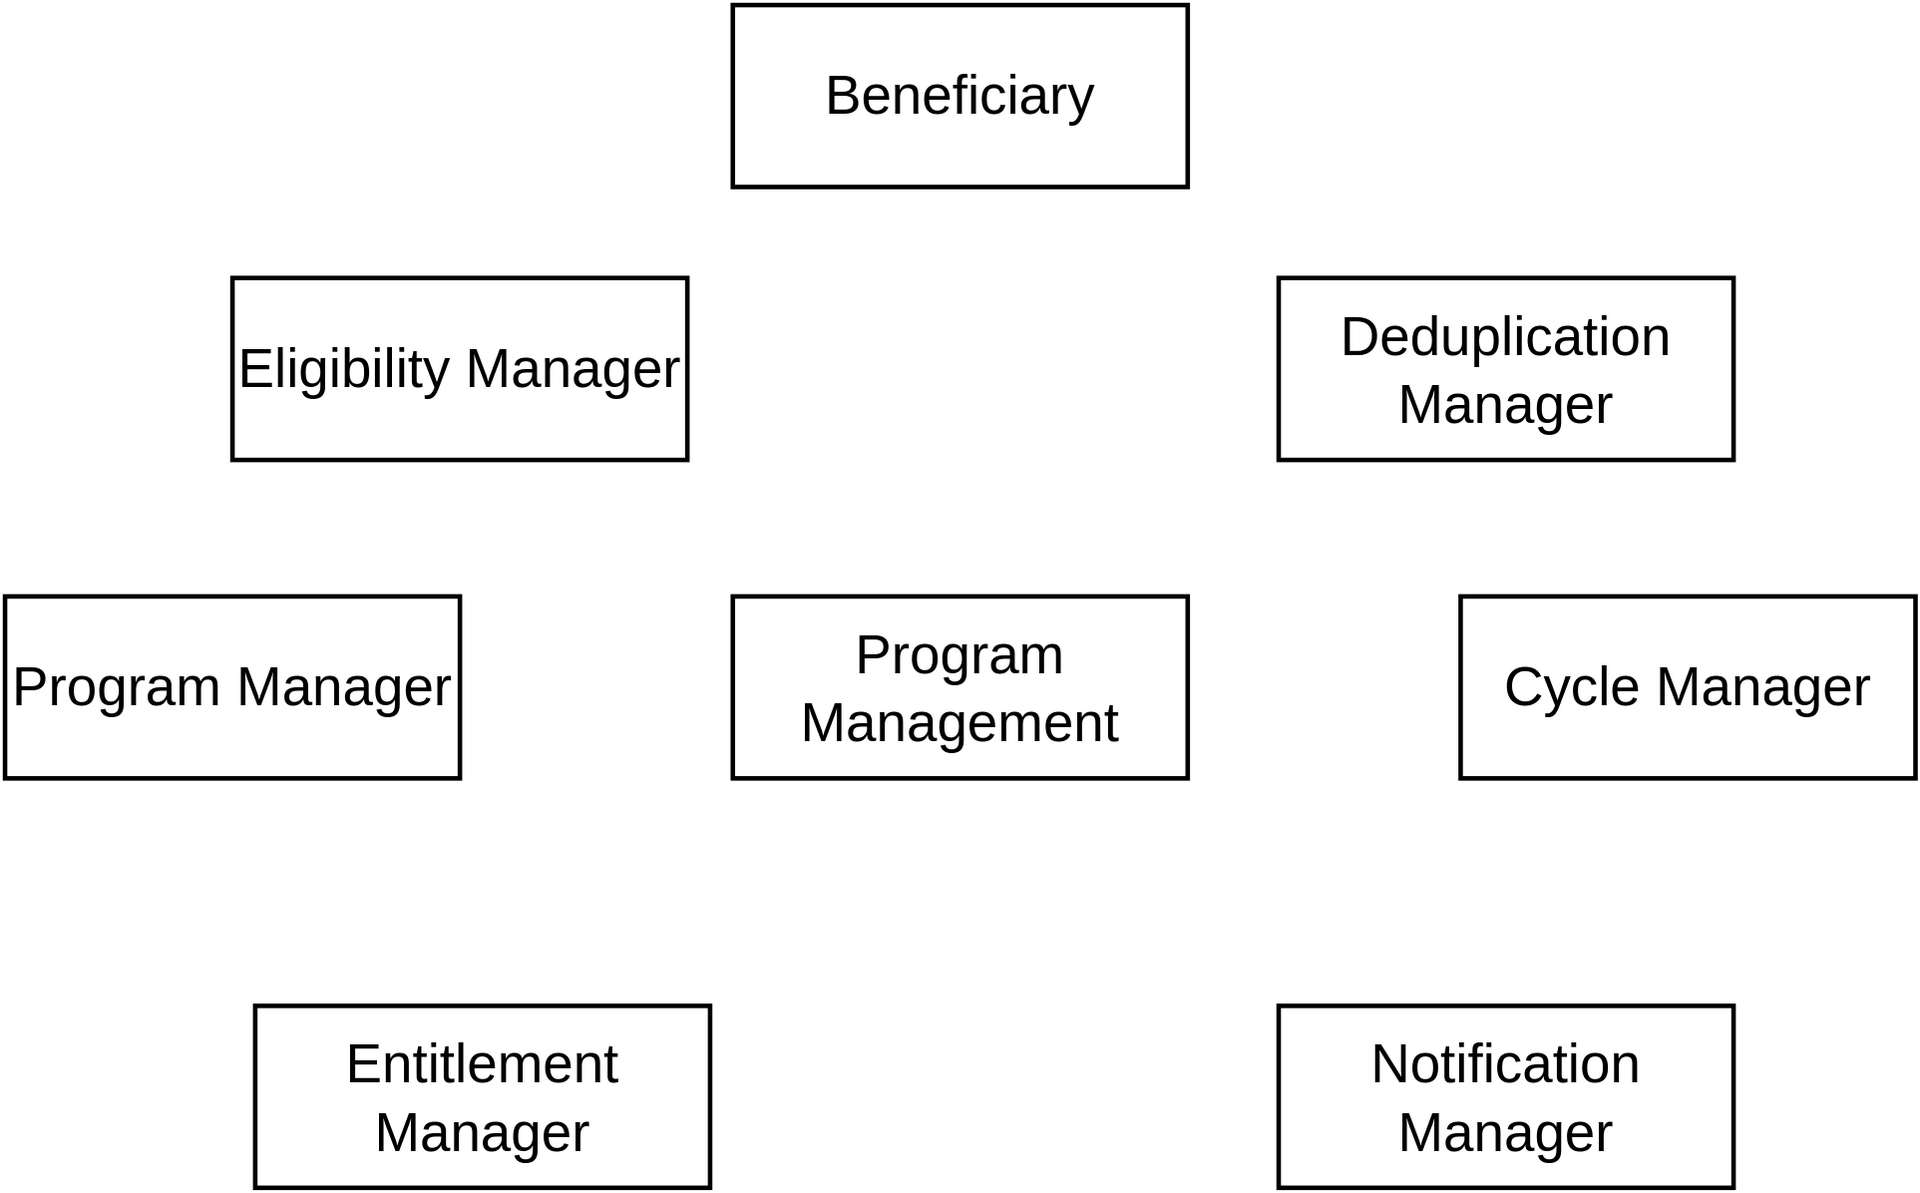 Beneficiary
Eligibility Manager
Deduplication
Manager
Program Manager
Program
Management
Cycle Manager
Entitlement
Manager
Notification
Manager